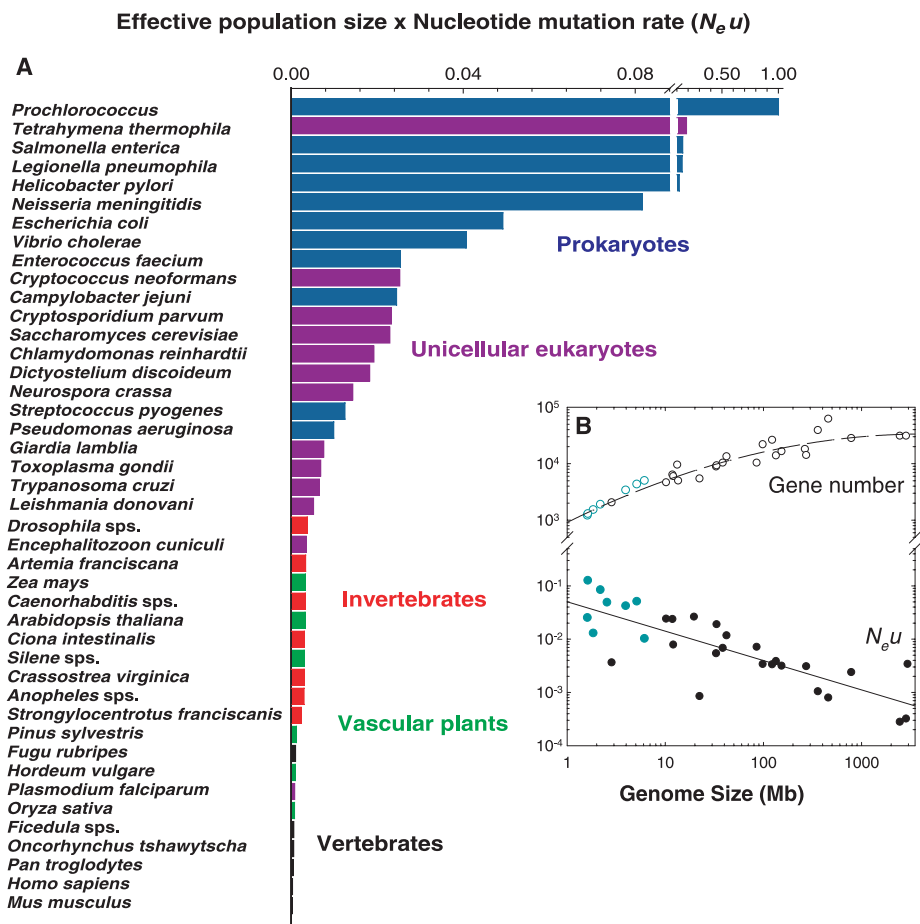 Effective population size x Nucleotide mutation rate (Nₑu)
A
0.00 0.04 0.08 0.50 1.00
Prochlorococcus
Tetrahymena thermophila
Salmonella enterica
Legionella pneumophila
Helicobacter pylori
Neisseria meningitidis
Escherichia coli
Vibrio cholerae
Prokaryotes
Enterococcus faecium
Cryptococcus neoformans
Campylobacter jejuni
Cryptosporidium parvum
Saccharomyces cerevisiae
Chlamydomonas reinhardtii
Unicellular eukaryotes
Dictyostelium discoideum
Neurospora crassa
Streptococcus pyogenes
Pseudomonas aeruginosa
Giardia lamblia
Toxoplasma gondii
Trypanosoma cruzi
Leishmania donovani
Drosophila sps.
Encephalitozoon cuniculi
Artemia franciscana
Zea mays
Caenorhabditis sps.
Invertebrates
Arabidopsis thaliana
Ciona intestinalis
Silene sps.
Crassostrea virginica
Anopheles sps.
Strongylocentrotus franciscanis
Vascular plants
Pinus sylvestris
Fugu rubripes
Hordeum vulgare
Plasmodium falciparum
Oryza sativa
Ficedula sps.
Oncorhynchus tshawytscha
Vertebrates
Pan troglodytes
Homo sapiens
Mus musculus
B
10⁵
10⁴
Gene number
10³
10⁻¹
Nₑu
10⁻²
10⁻³
10⁻⁴
1 10 100 1000
Genome Size (Mb)